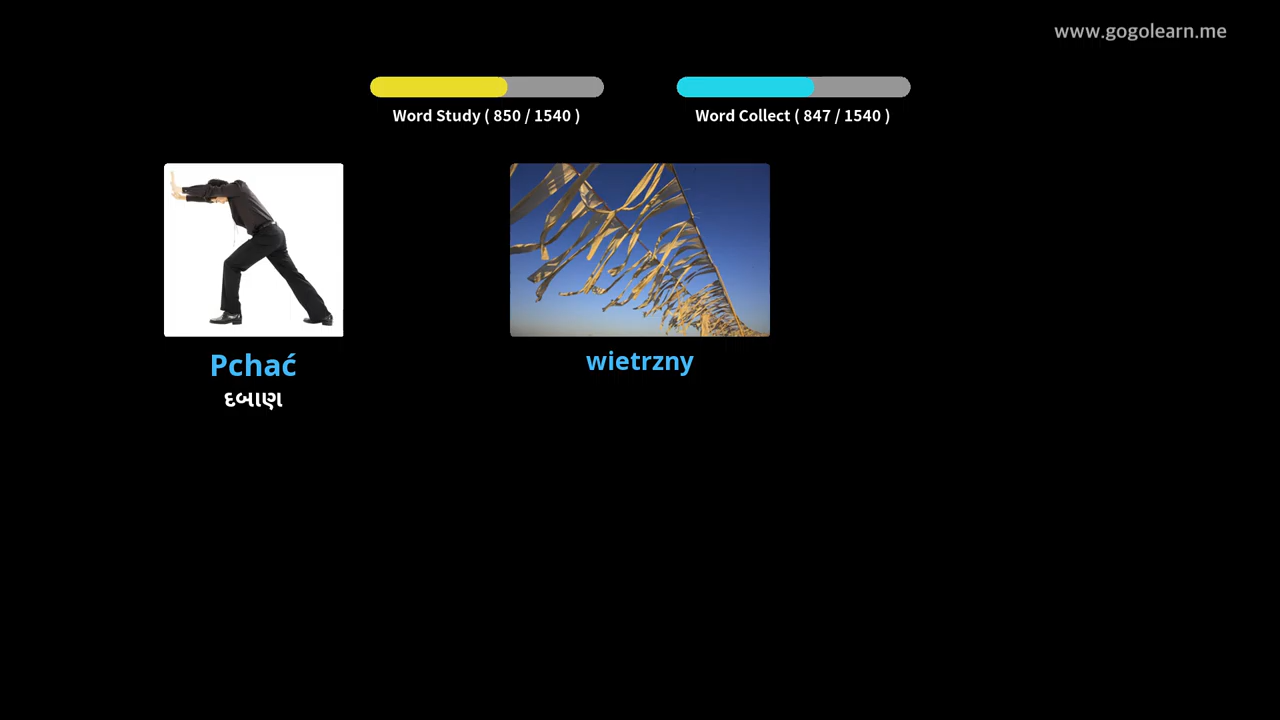 www.gogolearn.me
Word Study ( 850 / 1540 )
Word Collect ( 847 / 1540 )
Pchać
દબાણ
wietrzny